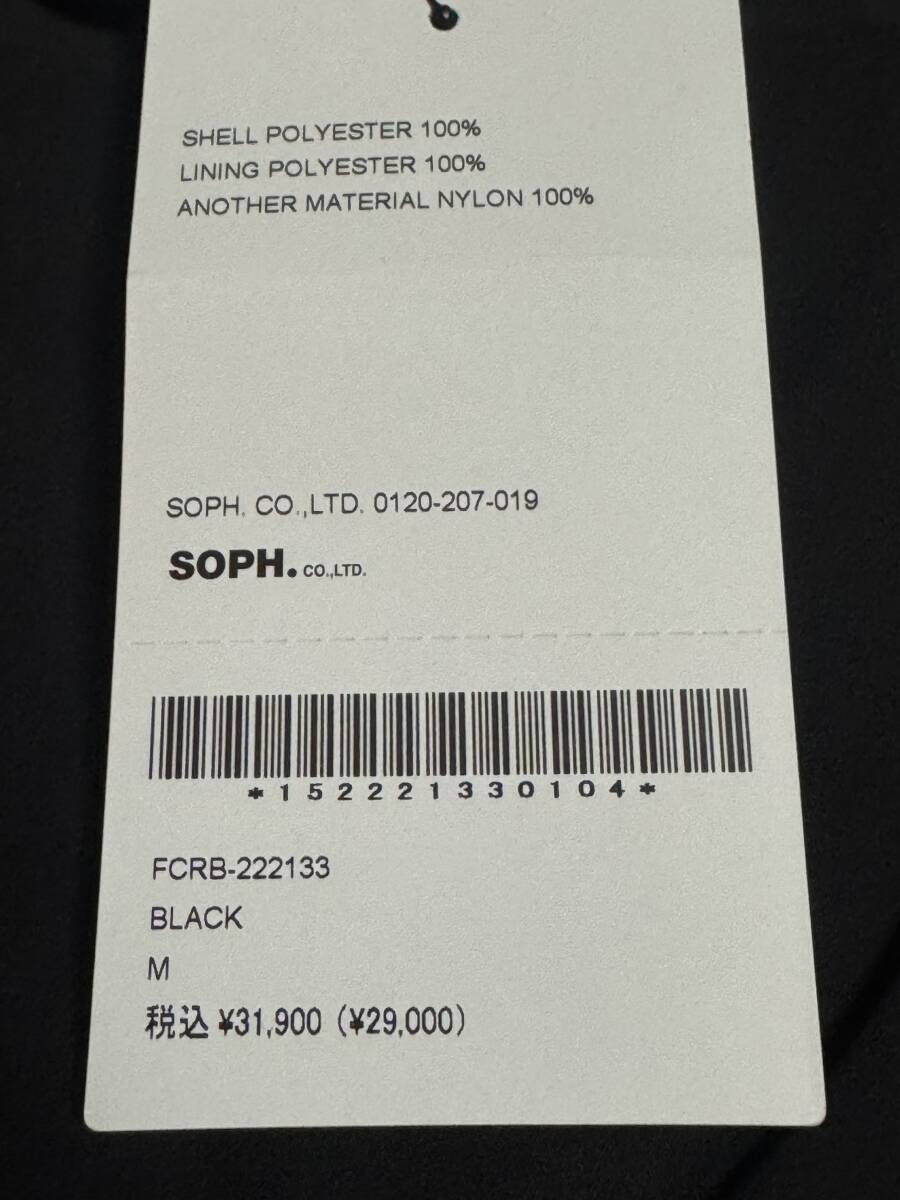 SHELL POLYESTER 100%
LINING POLYESTER 100%
ANOTHER MATERIAL NYLON 100%
SOPH. CO.,LTD. 0120-207-019
SOPH. CO.,LTD.
*152221330104*
FCRB-222133
BLACK
M
税込 ¥31,900 (¥29,000)